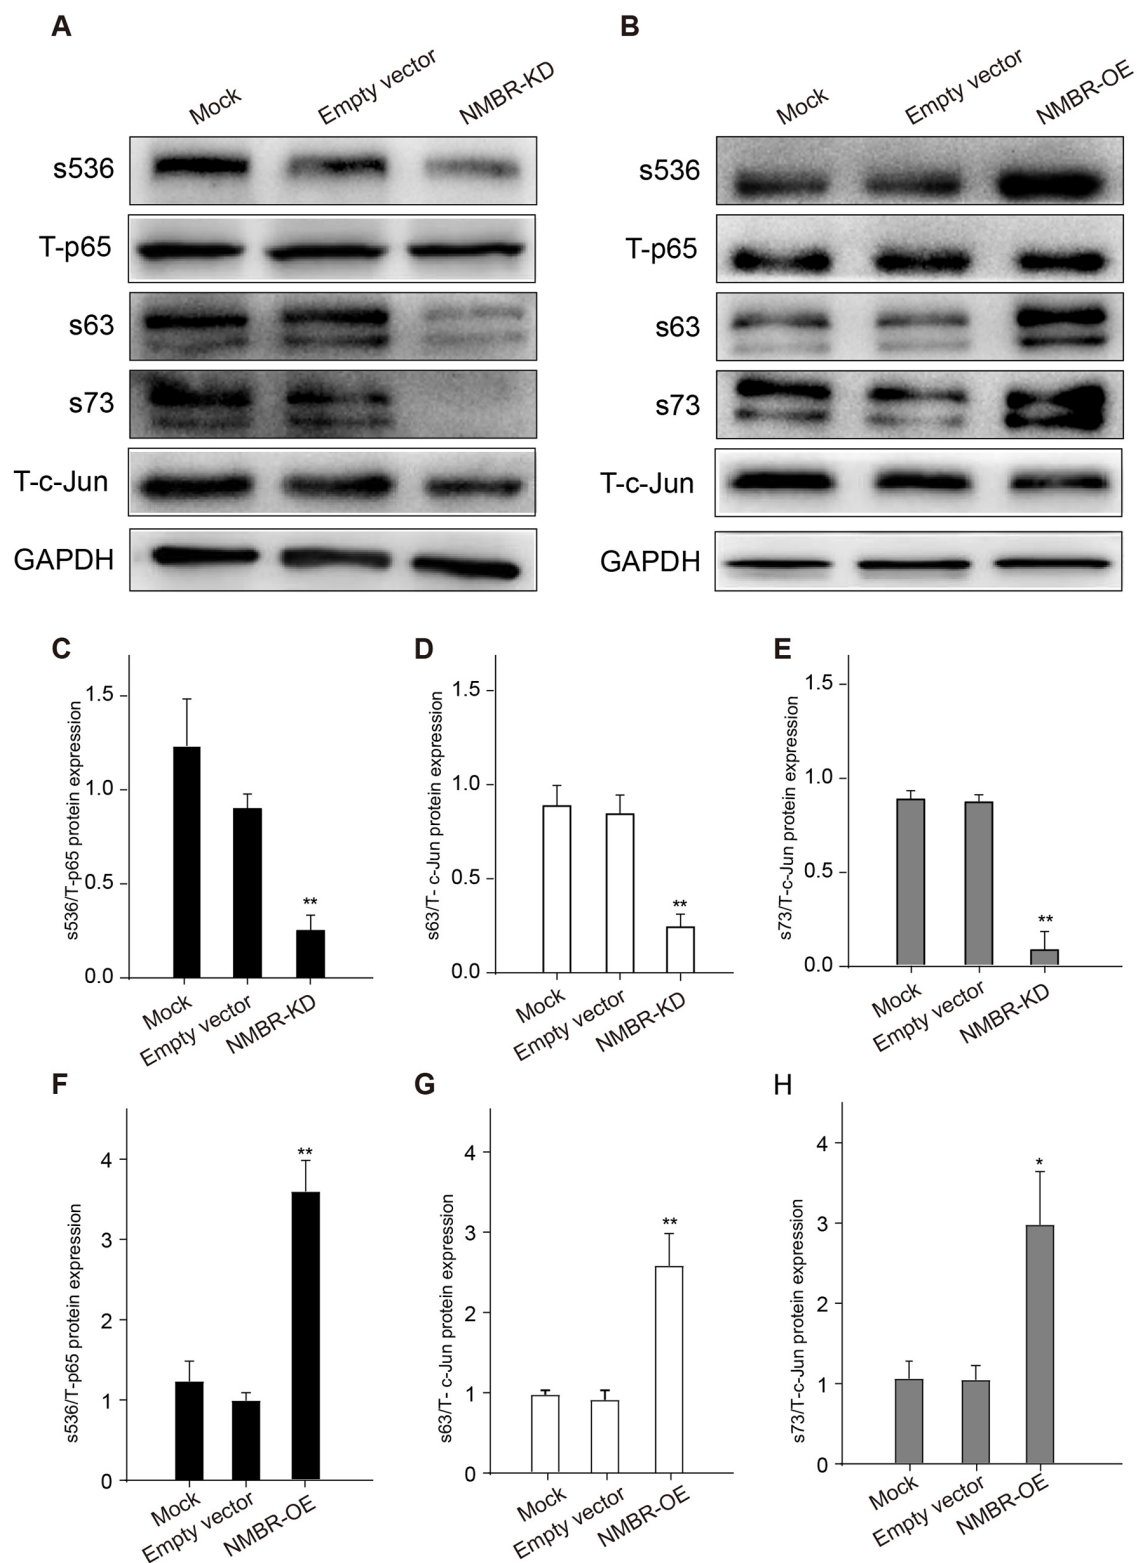 A
B
Mock
Empty vector
NMBR-KD
Mock
Empty vector
NMBR-OE
s536
T-p65
s63
s73
T-c-Jun
GAPDH
s536
T-p65
s63
s73
T-c-Jun
GAPDH
C
s536/T-p65 protein expression
1.5
1.0
0.5
0.0
**
Mock
Empty vector
NMBR-KD
D
s63/T- c-Jun protein expression
1.5
1.0
0.5
0.0
**
Mock
Empty vector
NMBR-KD
E
s73/T-c-Jun protein expression
1.5
1.0
0.5
0.0
**
Mock
Empty vector
NMBR-KD
F
s536/T-p65 protein expression
4
3
2
1
0
**
Mock
Empty vector
NMBR-OE
G
s63/T- c-Jun protein expression
4
3
2
1
0
**
Mock
Empty vector
NMBR-OE
H
s73/T-c-Jun protein expression
4
3
2
1
0
*
Mock
Empty vector
NMBR-OE